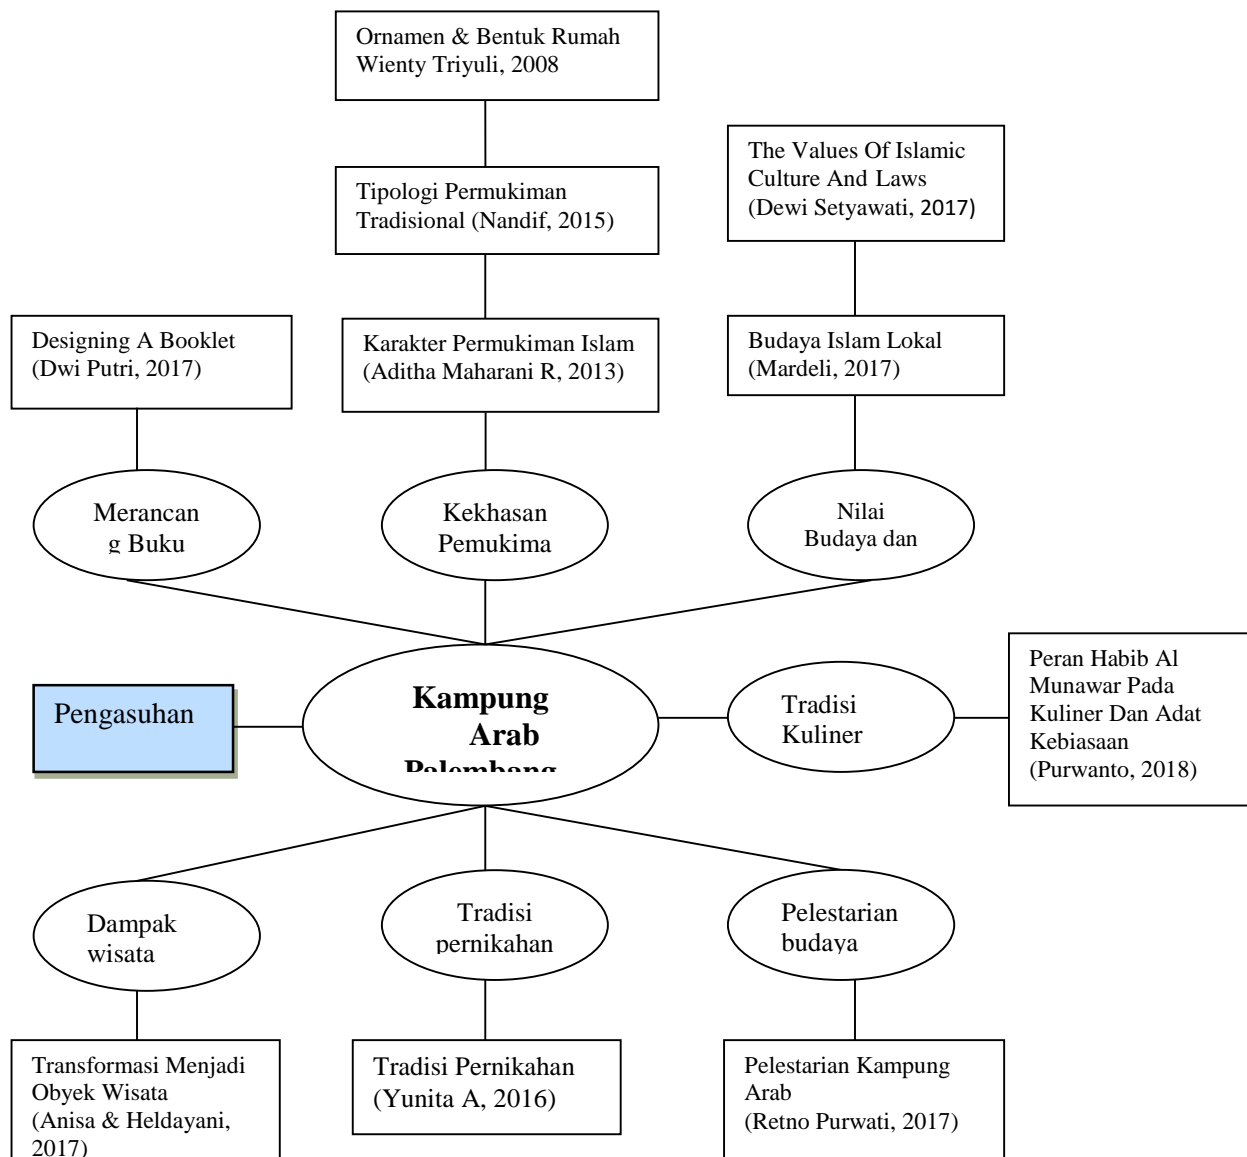 Ornamen & Bentuk Rumah
Wienty Triyuli, 2008
Tipologi Permukiman
Tradisional (Nandif, 2015)
The Values Of Islamic
Culture And Laws
(Dewi Setyawati, 2017)
Designing A Booklet
(Dwi Putri, 2017)
Karakter Permukiman Islam
(Aditha Maharani R, 2013)
Budaya Islam Lokal
(Mardeli, 2017)
Merancan
g Buku
Kekhasan
Pemukima
Nilai
Budaya dan
Pengasuhan
Kampung
Arab
Palembang
Tradisi
Kuliner
Peran Habib Al
Munawar Pada
Kuliner Dan Adat
Kebiasaan
(Purwanto, 2018)
Dampak
wisata
Tradisi
pernikahan
Pelestarian
budaya
Transformasi Menjadi
Obyek Wisata
(Anisa & Heldayani,
2017)
Tradisi Pernikahan
(Yunita A, 2016)
Pelestarian Kampung
Arab
(Retno Purwati, 2017)